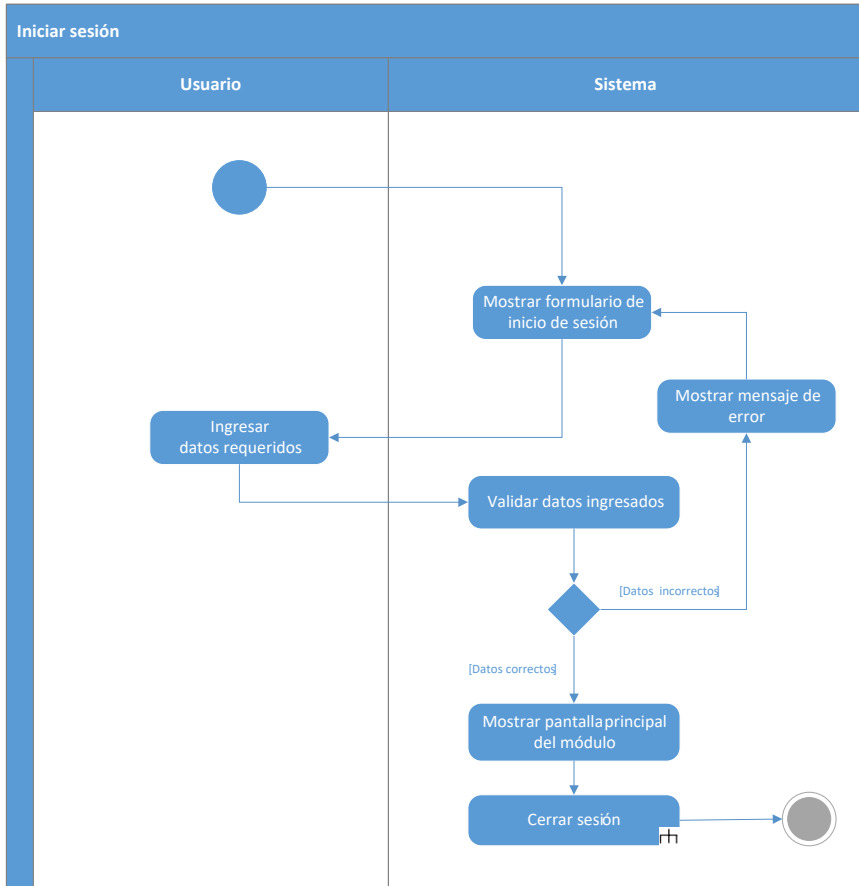 Iniciar sesión
Usuario
Sistema
Mostrar formulario de
inicio de sesión
Mostrar mensaje de
error
Ingresar
datos requeridos
Validar datos ingresados
[Datos incorrectos]
[Datos correctos]
Mostrar pantalla principal
del módulo
Cerrar sesión